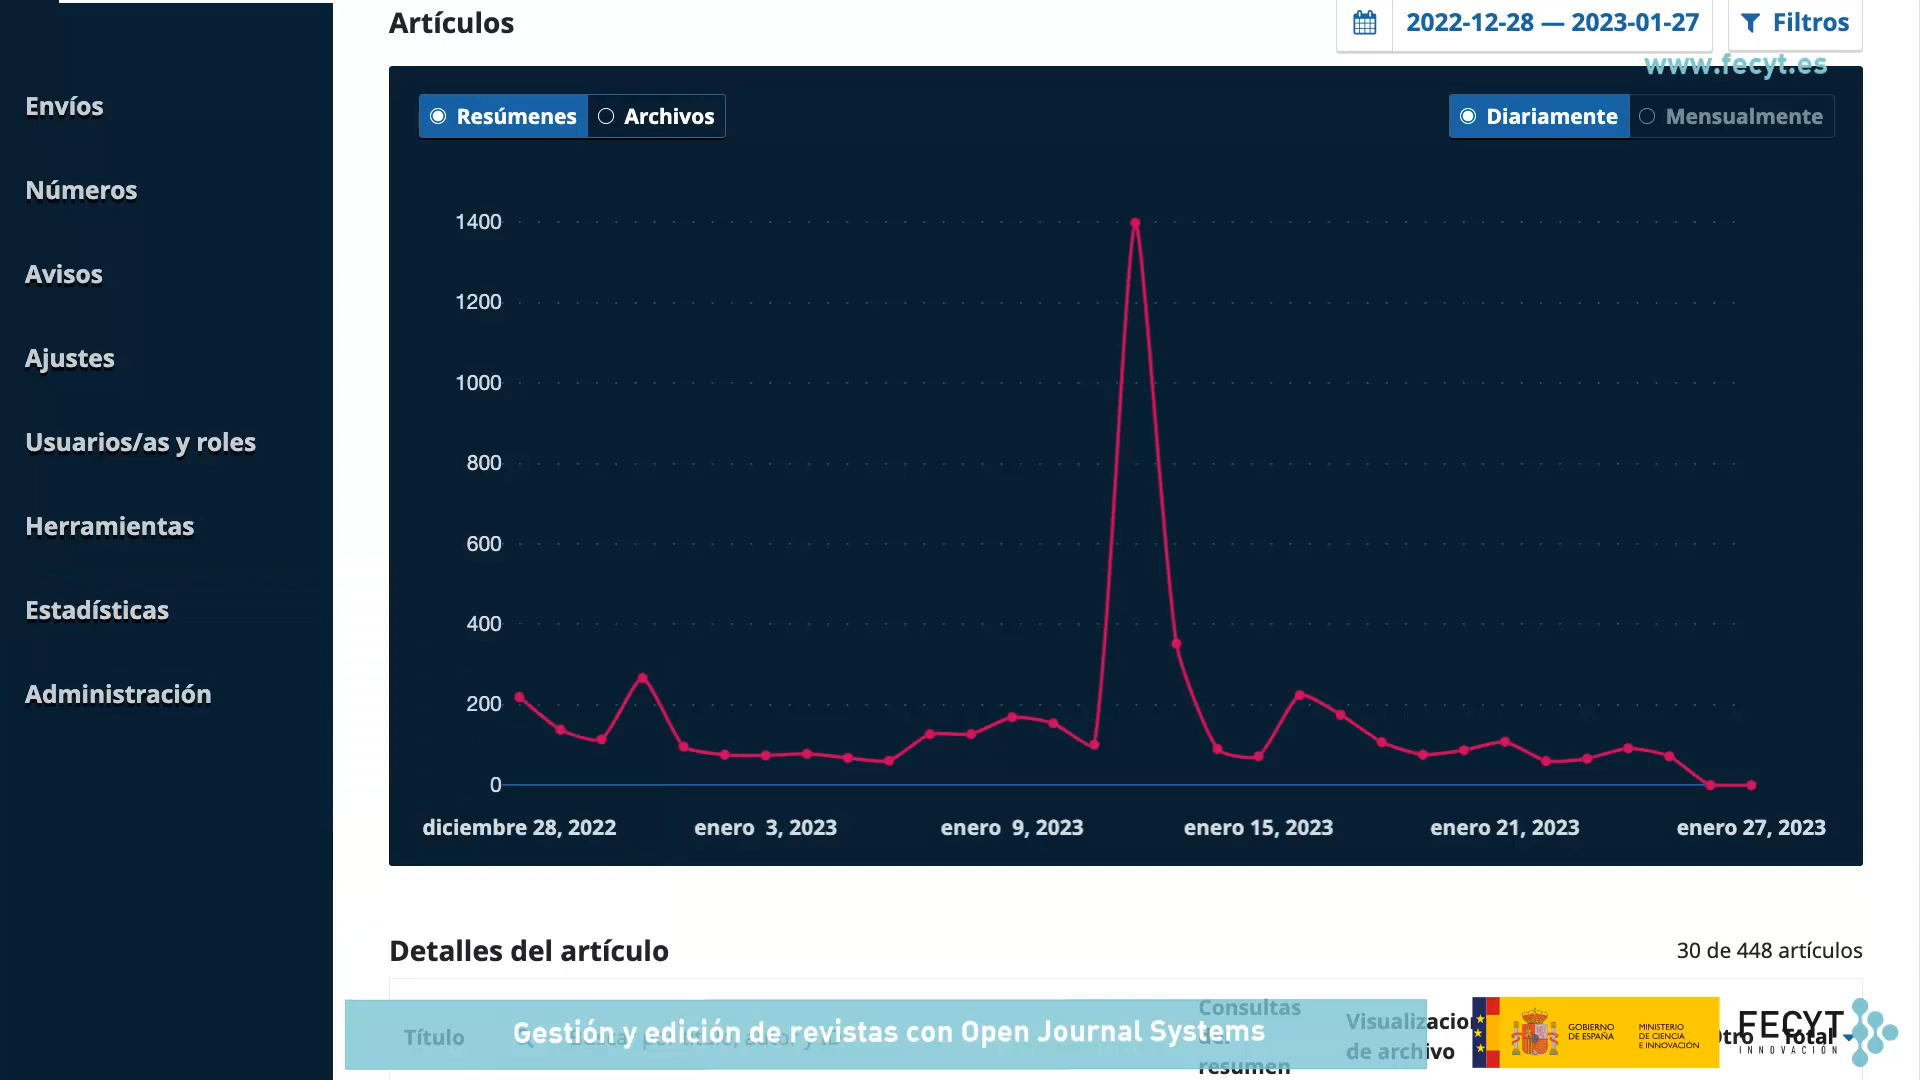 Artículos
2022-12-28 — 2023-01-27
Filtros
www.fecyt.es
Envíos
Números
Avisos
Ajustes
Usuarios/as y roles
Herramientas
Estadísticas
Administración
Resúmenes
Archivos
Diariamente
Mensualmente
1400
1200
1000
800
600
400
200
0
diciembre 28, 2022
enero 3, 2023
enero 9, 2023
enero 15, 2023
enero 21, 2023
enero 27, 2023
Detalles del artículo
30 de 448 artículos
Título
Consultas
del
resumen
de archivo
Total
Gestión y edición de revistas con Open Journal Systems
GOBIERNO
DE ESPAÑA
MINISTERIO
DE CIENCIA
E INNOVACIÓN
FECYT
INNOVACIÓN